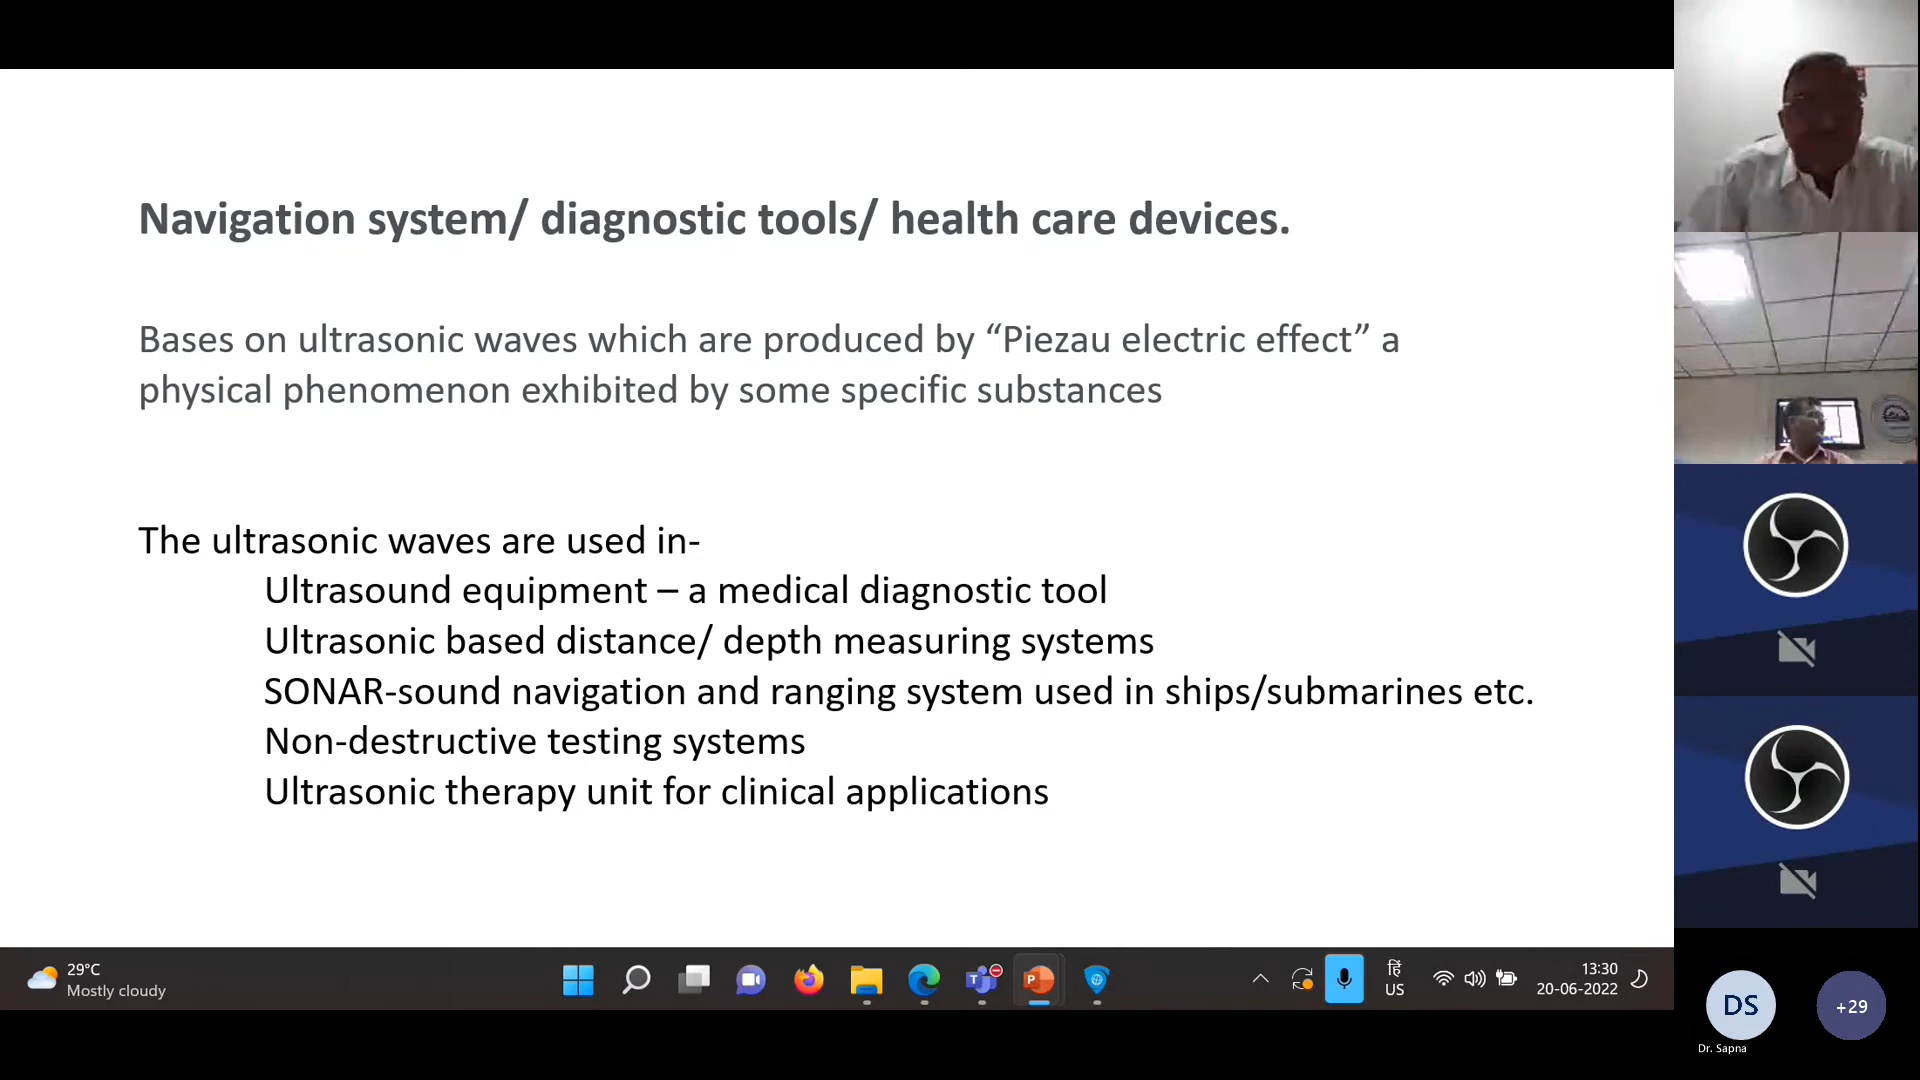 Navigation system/ diagnostic tools/ health care devices.
Bases on ultrasonic waves which are produced by “Piezau electric effect” a
physical phenomenon exhibited by some specific substances
The ultrasonic waves are used in-
Ultrasound equipment – a medical diagnostic tool
Ultrasonic based distance/ depth measuring systems
SONAR-sound navigation and ranging system used in ships/submarines etc.
Non-destructive testing systems
Ultrasonic therapy unit for clinical applications
29°C
Mostly cloudy
हिं
US
13:30
20-06-2022
DS
Dr. Sapna
+29